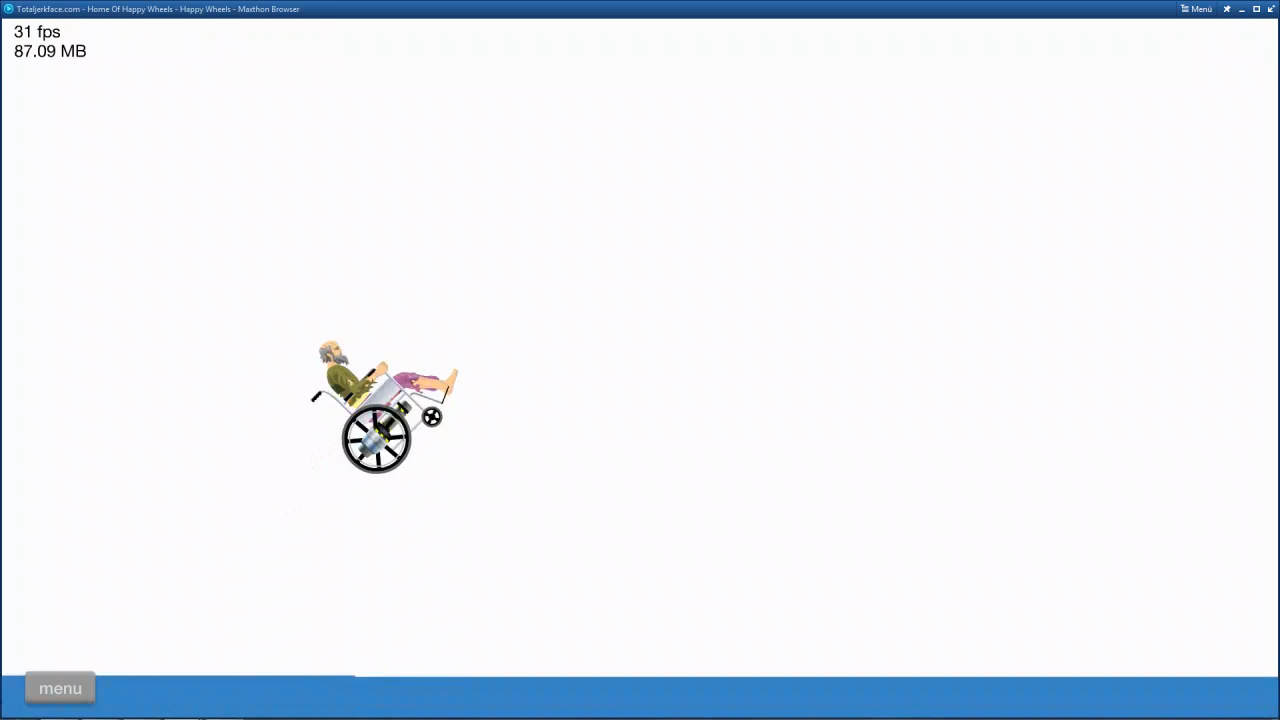 Totaljerkface.com - Home Of Happy Wheels - Happy Wheels - Maxthon Browser
Menü
31 fps
87.09 MB
menu